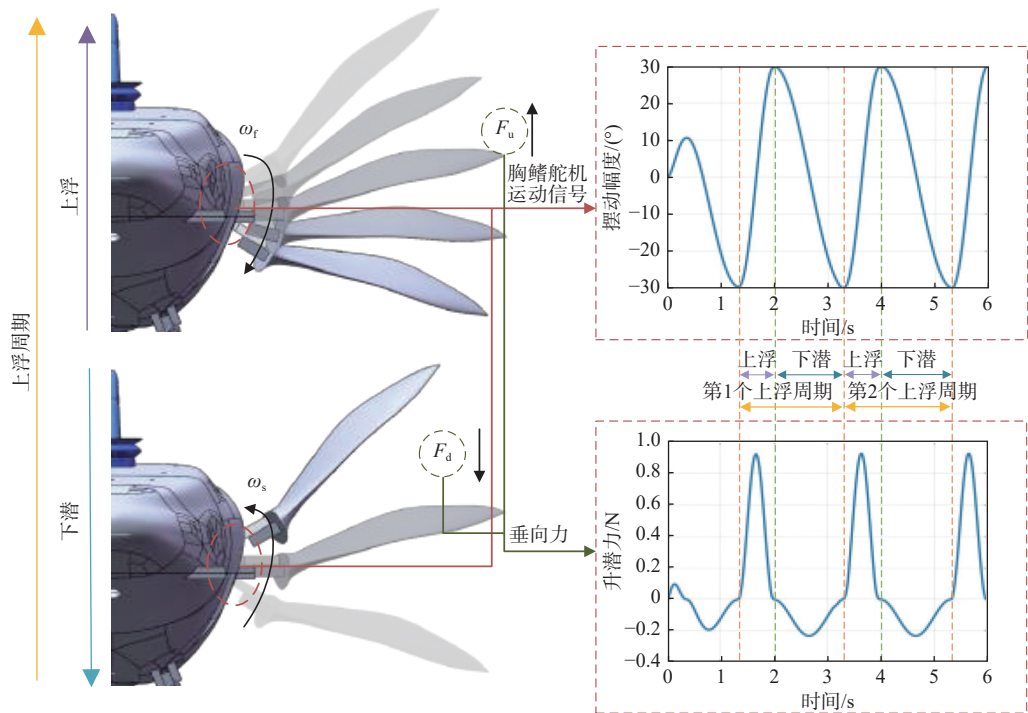 上浮周期
上浮
下潜
ω_f
F_u
胸鳍舵机
运动信号
ω_s
F_d
垂向力
摆动幅度/(°)
30
20
10
0
−10
−20
−30
0 1 2 3 4 5 6
时间/s
上浮 下潜 上浮 下潜
第1个上浮周期 第2个上浮周期
升潜力/N
1.0
0.8
0.6
0.4
0.2
0
−0.2
−0.4
0 1 2 3 4 5 6
时间/s